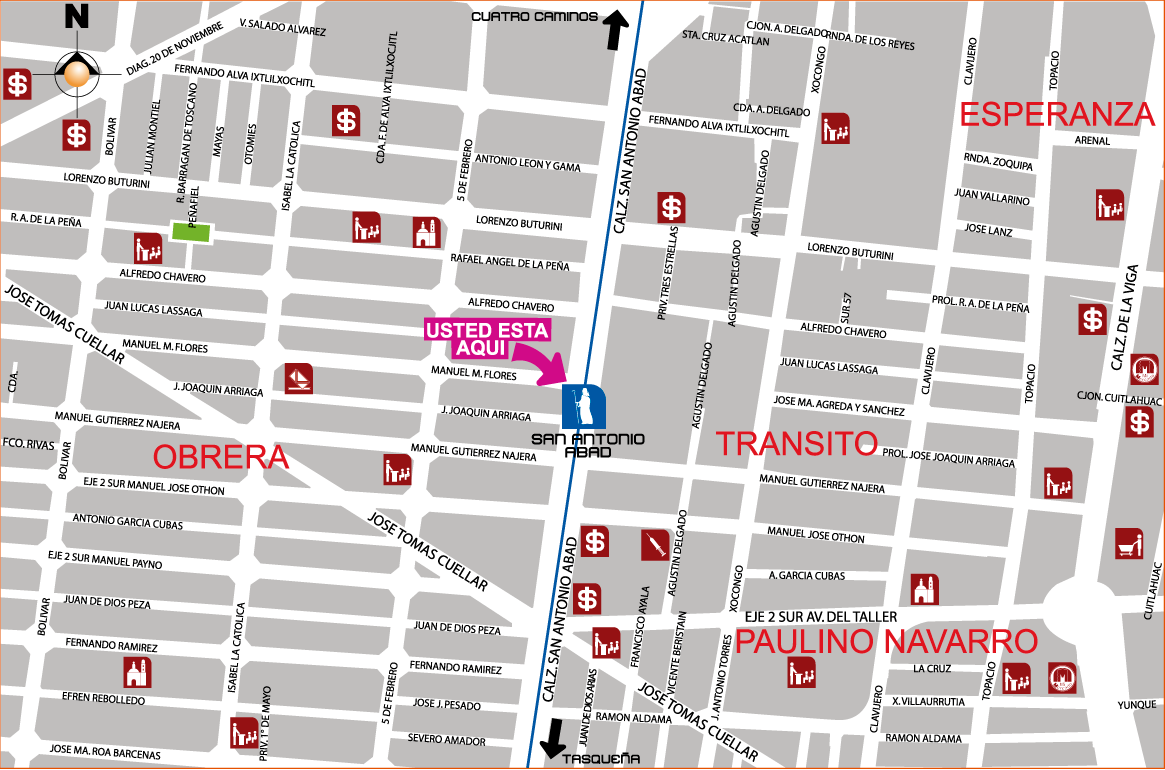 N
CUATRO CAMINOS
DIAG. 20 DE NOVIEMBRE
V. SALADO ALVAREZ
FERNANDO ALVA IXTLILXOCHITL
CDA. F. DE ALVA IXTLILXOCJITL
STA. CRUZ ACATLAN
CJON. A. DELGADO
RNDA. DE LOS REYES
XOCONGO
CLAVIJERO
TOPACIO
ESPERANZA
CDA. A. DELGADO
FERNANDO ALVA IXTLILXOCHITL
ARENAL
BOLIVAR
JULIAN MONTIEL
R. BARRAGAN DE TOSCANO
PEÑAFIEL
MAYAS
OTOMIES
ISABEL LA CATOLICA
5 DE FEBRERO
ANTONIO LEON Y GAMA
CALZ. SAN ANTONIO ABAD
AGUSTIN DELGADO
RNDA. ZOQUIPA
JUAN VALLARINO
JOSE LANZ
LORENZO BUTURINI
R. A. DE LA PEÑA
LORENZO BUTURINI
RAFAEL ANGEL DE LA PEÑA
PRIV. TRES ESTRELLAS
AGUSTIN DELGADO
LORENZO BUTURINI
SUR 57
PROL. R. A. DE LA PEÑA
CALZ. DE LA VIGA
ALFREDO CHAVERO
JUAN LUCAS LASSAGA
MANUEL M. FLORES
J. JOAQUIN ARRIAGA
JOSE TOMAS CUELLAR
CDA.
ALFREDO CHAVERO
USTED ESTA
AQUI
MANUEL M. FLORES
J. JOAQUIN ARRIAGA
SAN ANTONIO
ABAD
ALFREDO CHAVERO
JUAN LUCAS LASSAGA
AGUSTIN DELGADO
JOSE MA. AGREDA Y SANCHEZ
CLAVIJERO
TOPACIO
CJON. CUITLAHUAC
MANUEL GUTIERREZ NAJERA
FCO. RIVAS
BOLIVAR
OBRERA
MANUEL GUTIERREZ NAJERA
TRANSITO
PROL. JOSE JOAQUIN ARRIAGA
MANUEL GUTIERREZ NAJERA
EJE 2 SUR MANUEL JOSE OTHON
ANTONIO GARCIA CUBAS
EJE 2 SUR MANUEL PAYNO
JUAN DE DIOS PEZA
BOLIVAR
FERNANDO RAMIREZ
EFREN REBOLLEDO
JOSE MA. ROA BARCENAS
ISABEL LA CATOLICA
PRIV. 1° DE MAYO
JOSE TOMAS CUELLAR
JUAN DE DIOS PEZA
FERNANDO RAMIREZ
JOSE J. PESADO
SEVERO AMADOR
5 DE FEBRERO
CALZ. SAN ANTONIO ABAD
TASQUEÑA
AGUSTIN DELGADO
FRANCISCO AYALA
VICENTE BERISTAIN
JUAN DE DIOS ARIAS
RAMON ALDAMA
JOSE TOMAS CUELLAR
J. ANTONIO TORRES
XOCONGO
MANUEL JOSE OTHON
A. GARCIA CUBAS
EJE 2 SUR AV. DEL TALLER
PAULINO NAVARRO
LA CRUZ
X. VILLAURRUTIA
RAMON ALDAMA
CLAVIJERO
TOPACIO
CUITLAHUAC
YUNQUE